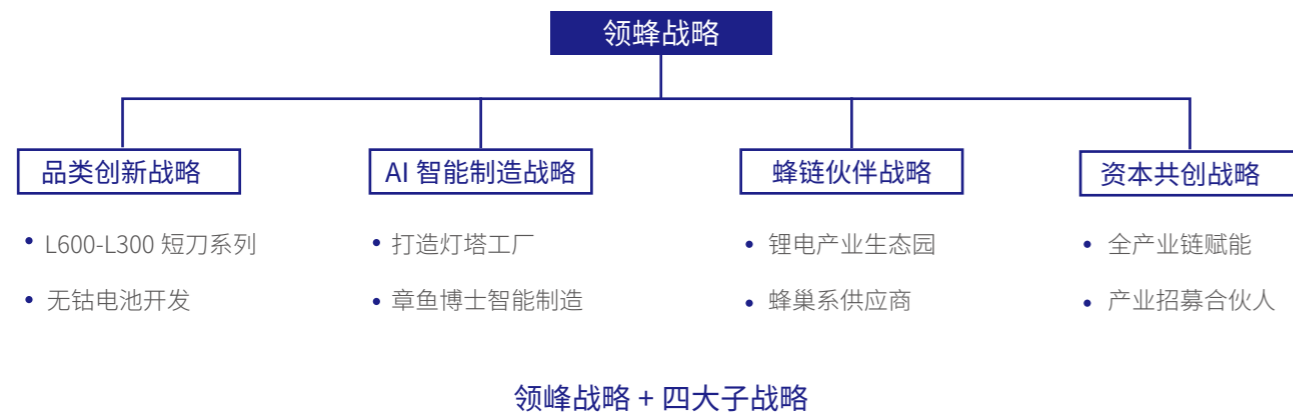 领蜂战略
品类创新战略
AI 智能制造战略
蜂链伙伴战略
资本共创战略
L600-L300 短刀系列
打造灯塔工厂
锂电产业生态园
全产业链赋能
无钴电池开发
章鱼博士智能制造
蜂巢系供应商
产业招募合伙人
领峰战略 + 四大子战略